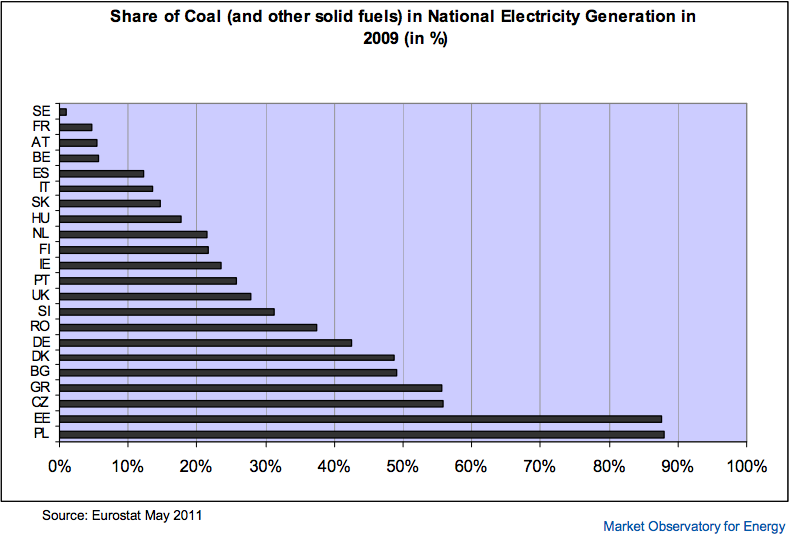 Share of Coal (and other solid fuels) in National Electricity Generation in
2009 (in %)
SE
FR
AT
BE
ES
IT
SK
HU
NL
FI
IE
PT
UK
SI
RO
DE
DK
BG
GR
CZ
EE
PL
0% 10% 20% 30% 40% 50% 60% 70% 80% 90% 100%
Source: Eurostat May 2011
Market Observatory for Energy